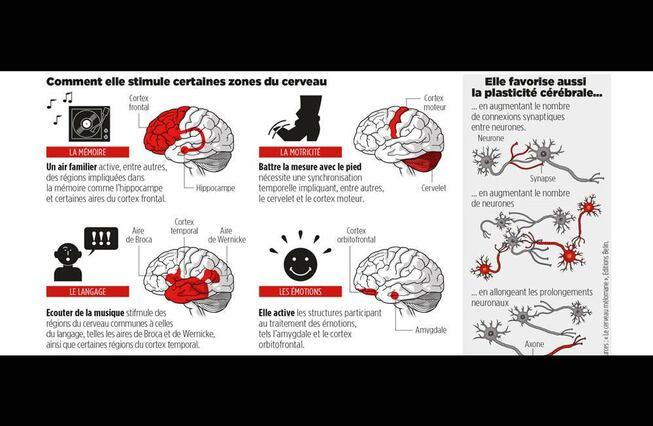 Comment elle stimule certaines zones du cerveau
Cortex
frontal
LA MÉMOIRE
Hippocampe
Un air familier active, entre autres,
des régions impliquées dans
la mémoire comme l'hippocampe
et certaines aires du cortex frontal.
Cortex
moteur
LA MOTRICITÉ
Cervelet
Battre la mesure avec le pied
nécessite une synchronisation
temporelle impliquant, entre autres,
le cervelet et le cortex moteur.
!!!
Aire
de Broca
Cortex
temporal
Aire
de Wernicke
LE LANGAGE
Ecouter de la musique stifmule des
régions du cerveau communes à celles
du langage, telles les aires de Broca et de Wernicke,
ainsi que certaines régions du cortex temporal.
Cortex
orbitofrontal
LES ÉMOTIONS
Amygdale
Elle active les structures participant
au traitement des émotions,
tels l'amygdale et le cortex
orbitofrontal.
Elle favorise aussi
la plasticité cérébrale...
... en augmentant le nombre
de connexions synaptiques
entre neurones.
Neurone
Synapse
... en augmentant le nombre
de neurones
... en allongeant les prolongements
neuronaux
Axone
: « Le cerveau mélomane », Éditions Belin.